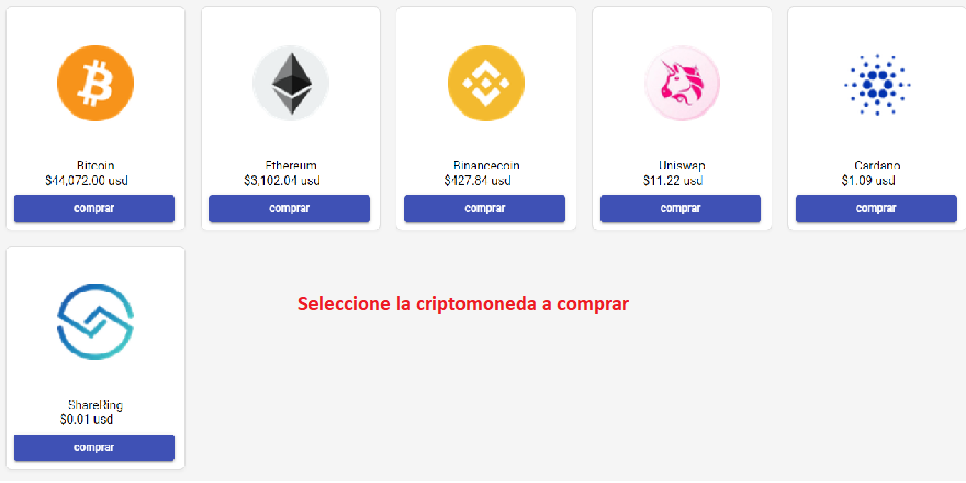 Bitcoin
$44,072.00 usd
comprar
Ethereum
$3,102.04 usd
comprar
Binancecoin
$427.84 usd
comprar
Uniswap
$11.22 usd
comprar
Cardano
$1.09 usd
comprar
ShareRing
$0.01 usd
comprar
Seleccione la criptomoneda a comprar